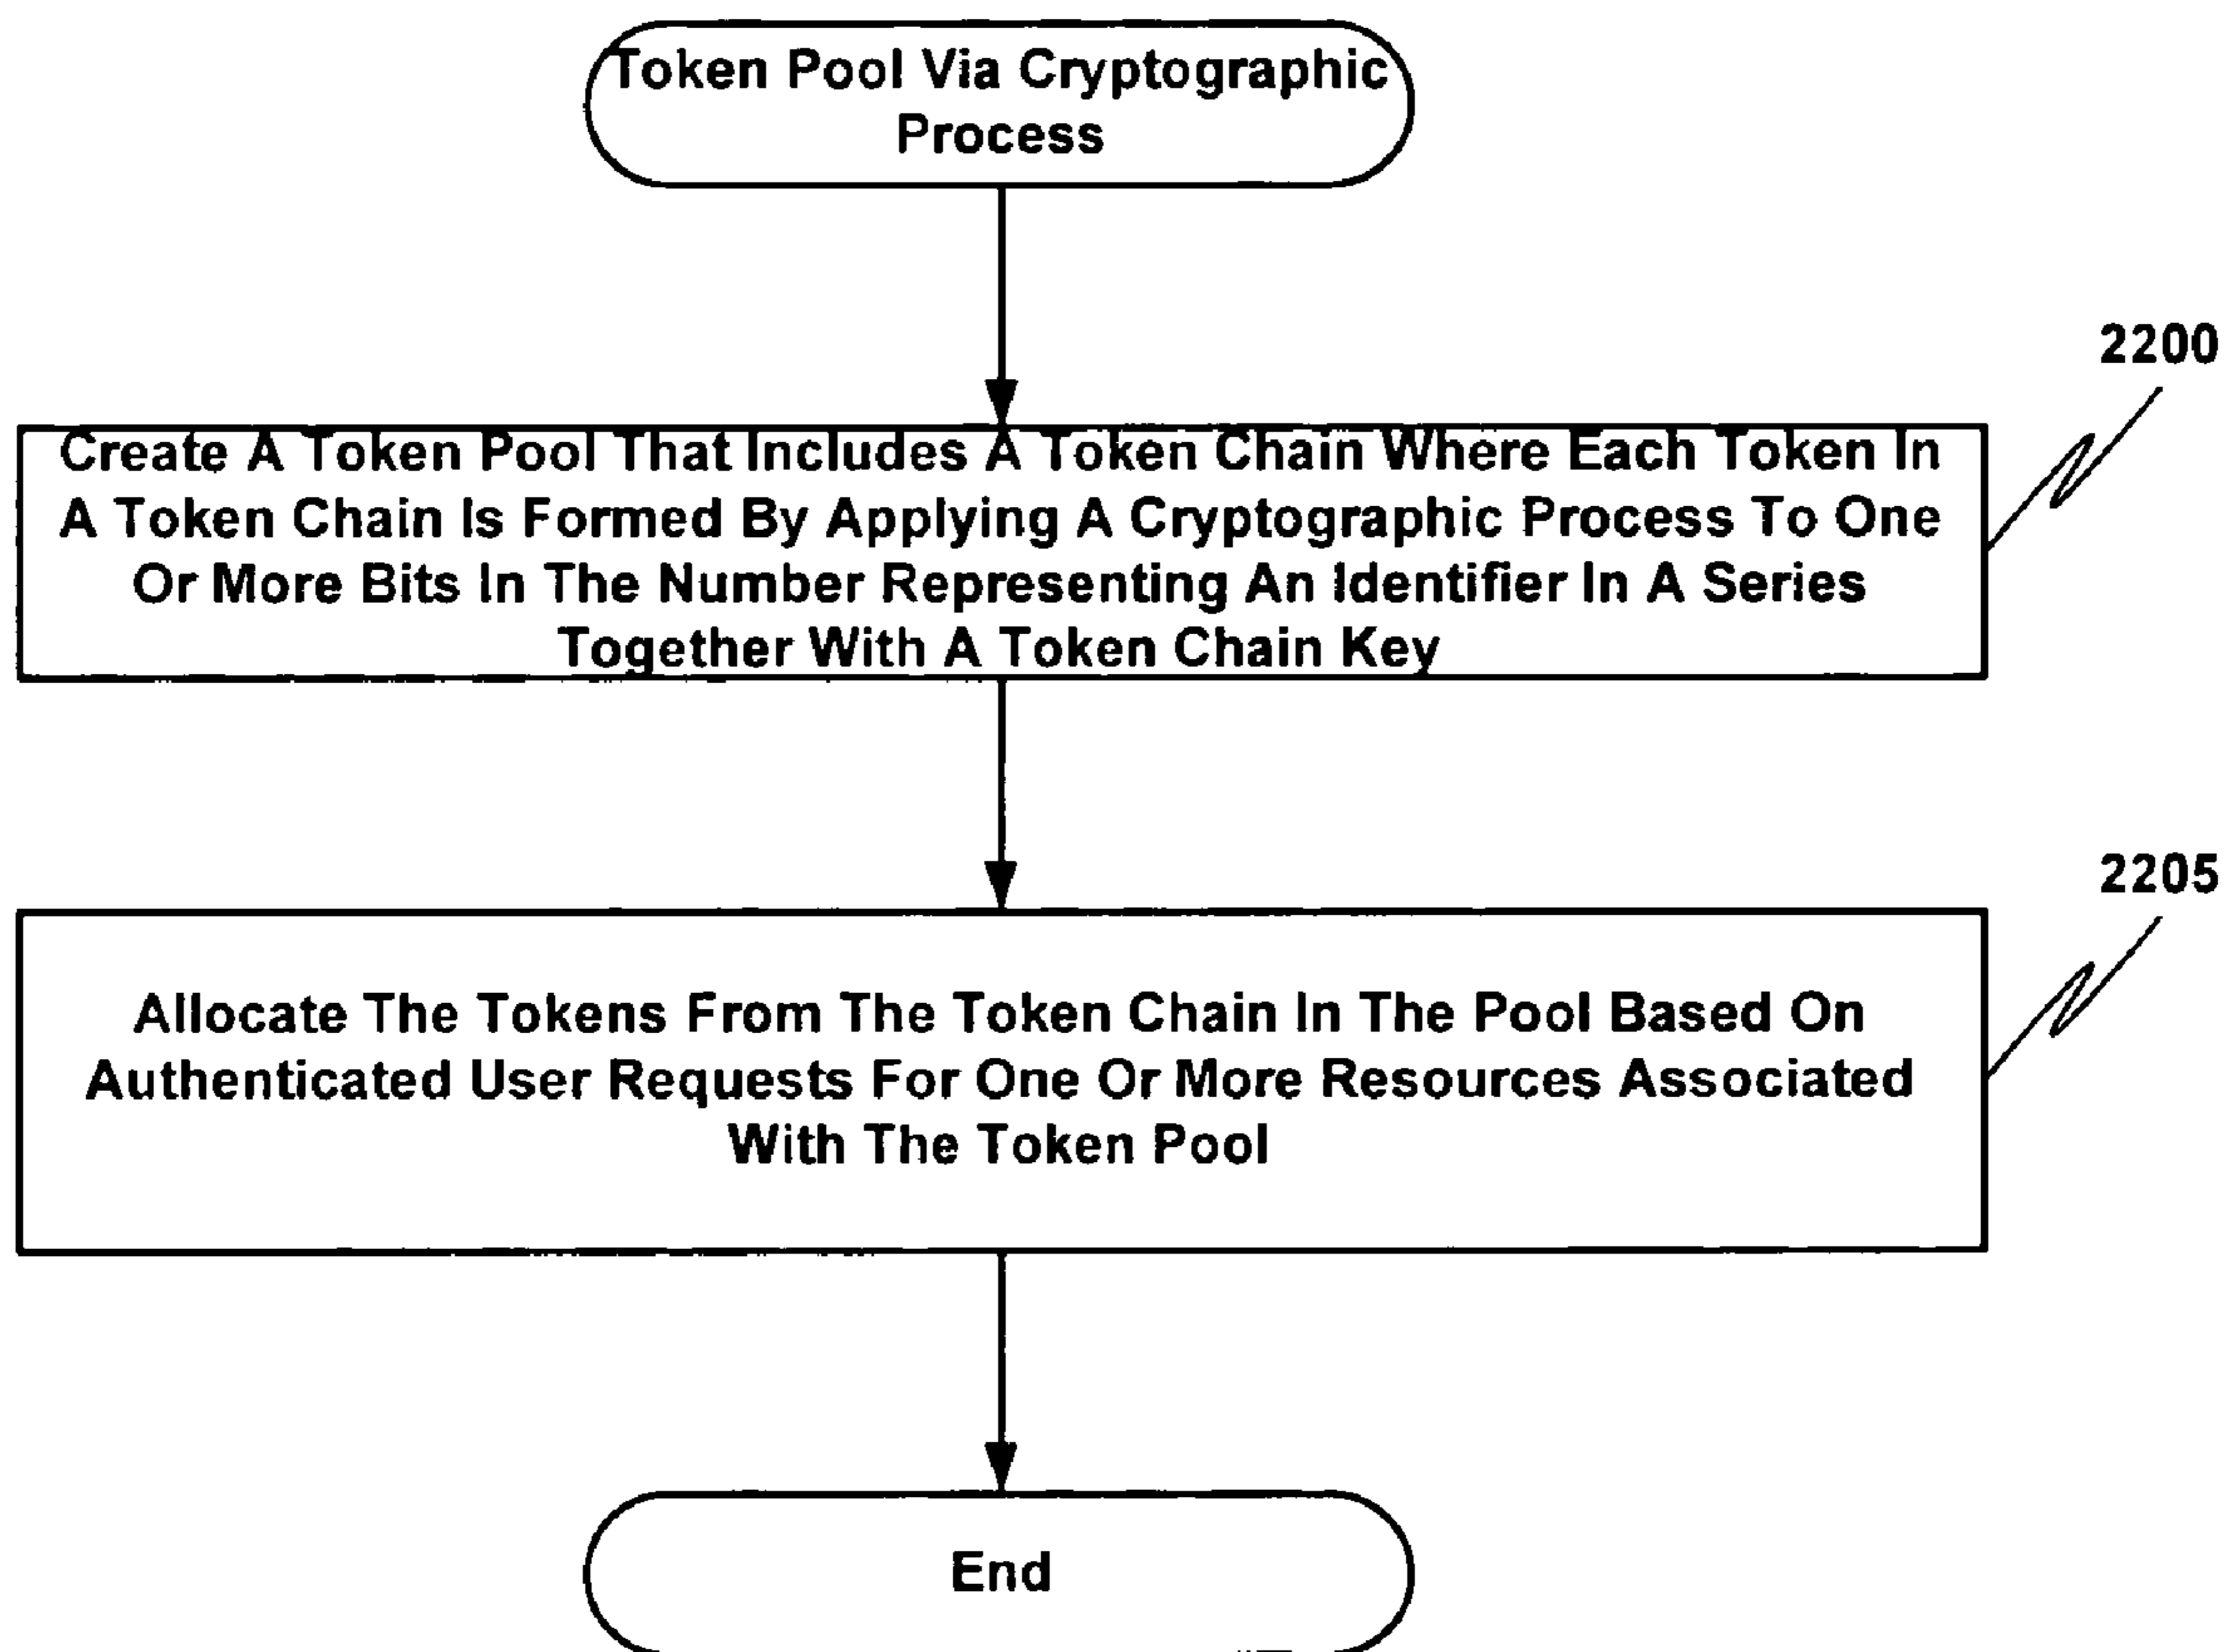 Token Pool Via Cryptographic
Process
2200
Create A Token Pool That Includes A Token Chain Where Each Token In
A Token Chain Is Formed By Applying A Cryptographic Process To One
Or More Bits In The Number Representing An Identifier In A Series
Together With A Token Chain Key
2205
Allocate The Tokens From The Token Chain In The Pool Based On
Authenticated User Requests For One Or More Resources Associated
With The Token Pool
End